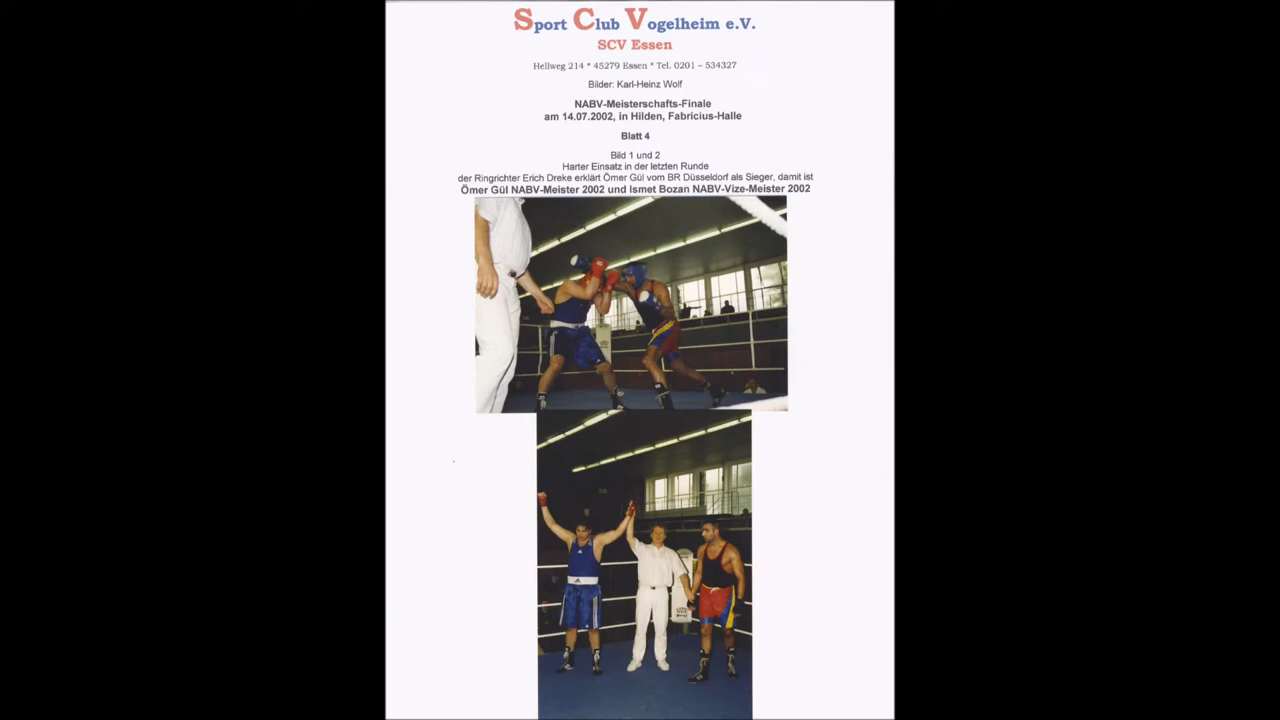 Sport Club Vogelheim e.V.
SCV Essen
Hellweg 214 * 45279 Essen * Tel. 0201 – 534327
Bilder: Karl-Heinz Wolf
NABV-Meisterschafts-Finale
am 14.07.2002, in Hilden, Fabricius-Halle
Blatt 4
Bild 1 und 2
Harter Einsatz in der letzten Runde
der Ringrichter Erich Dreke erklärt Ömer Gül vom BR Düsseldorf als Sieger, damit ist
Ömer Gül NABV-Meister 2002 und Ismet Bozan NABV-Vize-Meister 2002